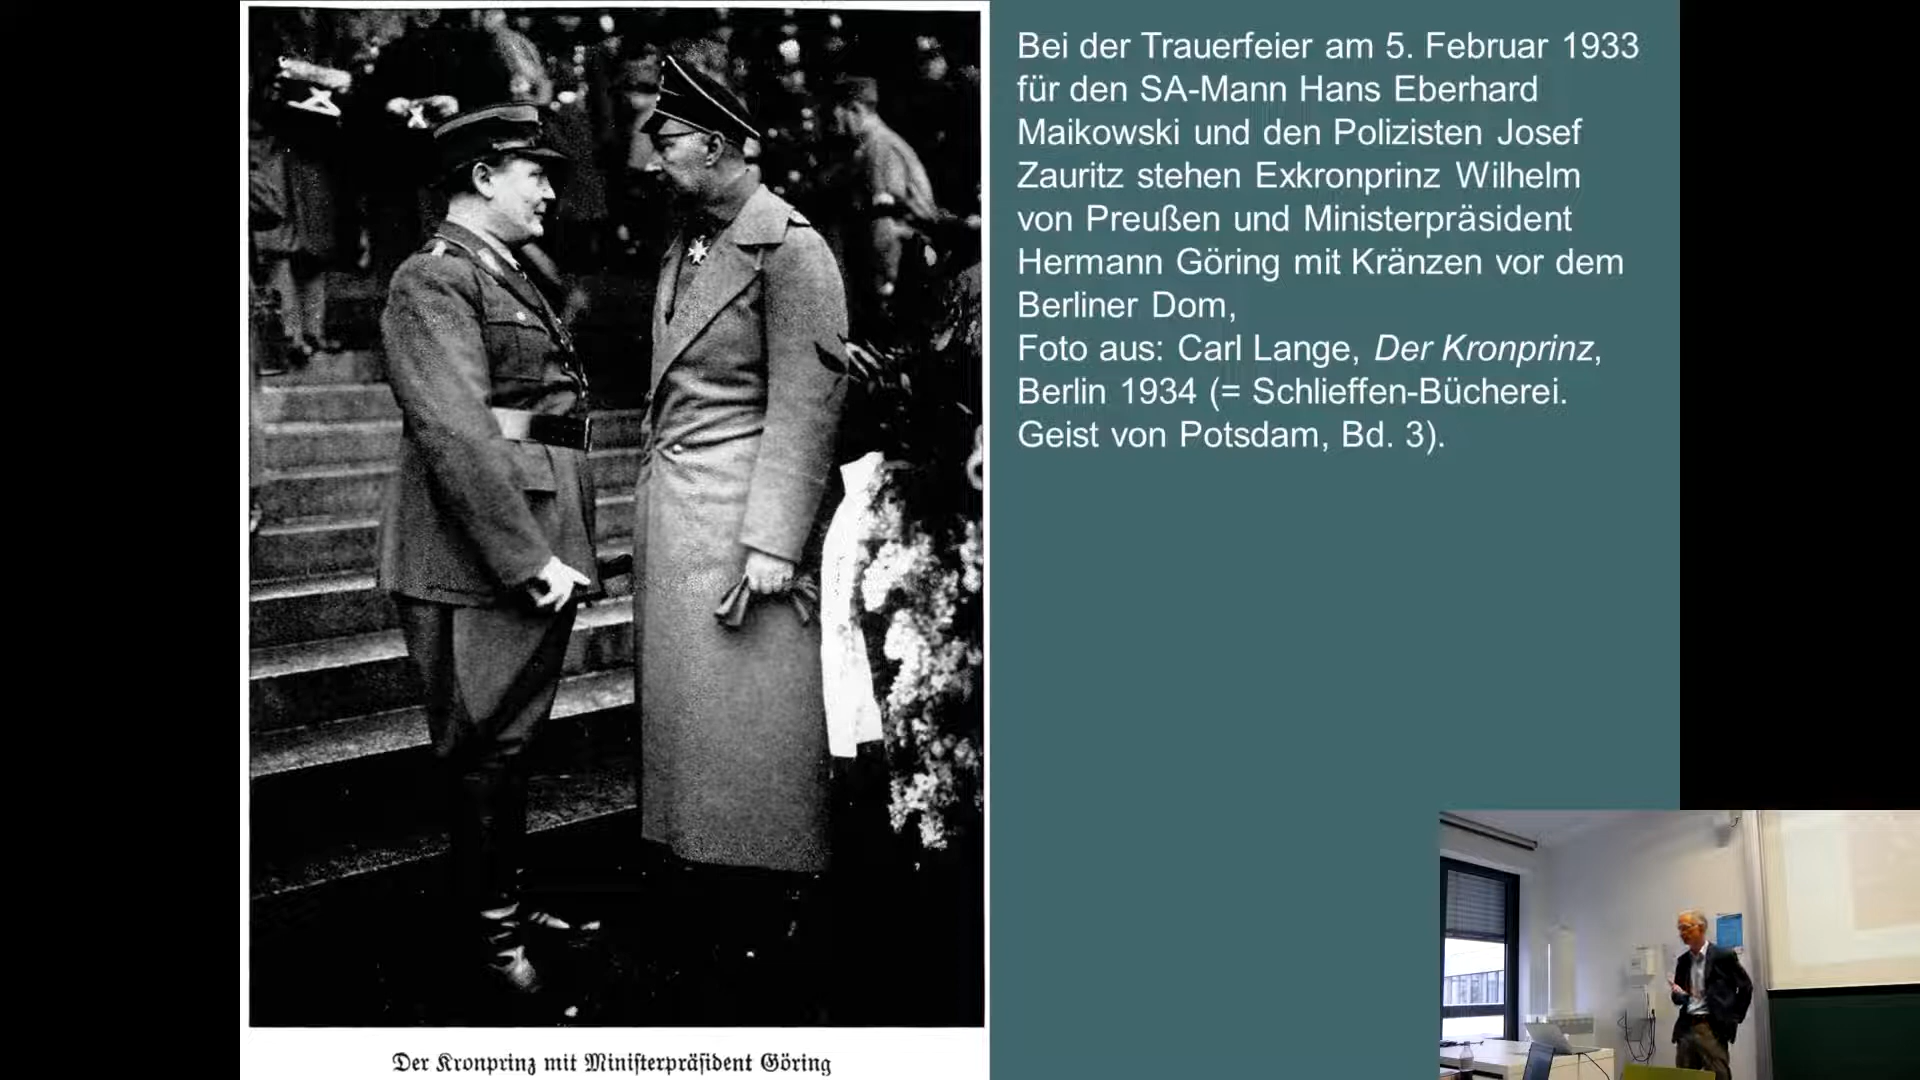 Bei der Trauerfeier am 5. Februar 1933
für den SA-Mann Hans Eberhard
Maikowski und den Polizisten Josef
Zauritz stehen Exkronprinz Wilhelm
von Preußen und Ministerpräsident
Hermann Göring mit Kränzen vor dem
Berliner Dom,
Foto aus: Carl Lange, Der Kronprinz,
Berlin 1934 (= Schlieffen-Bücherei.
Geist von Potsdam, Bd. 3).
Der Kronprinz mit Ministerpräsident Göring